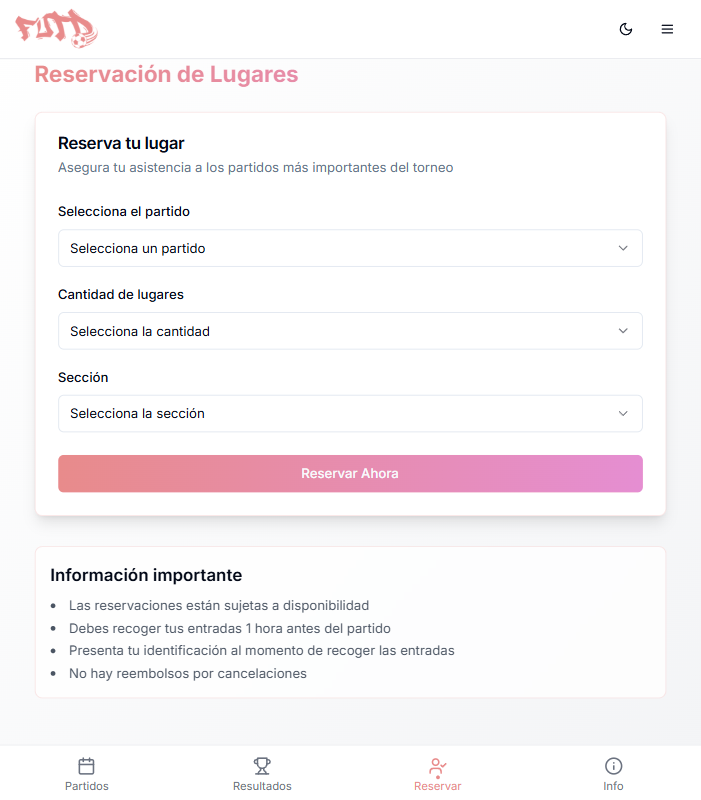 FUTD
Reservación de Lugares
Reserva tu lugar
Asegura tu asistencia a los partidos más importantes del torneo
Selecciona el partido
Selecciona un partido
Cantidad de lugares
Selecciona la cantidad
Sección
Selecciona la sección
Reservar Ahora
Información importante
Las reservaciones están sujetas a disponibilidad
Debes recoger tus entradas 1 hora antes del partido
Presenta tu identificación al momento de recoger las entradas
No hay reembolsos por cancelaciones
Partidos
Resultados
Reservar
Info